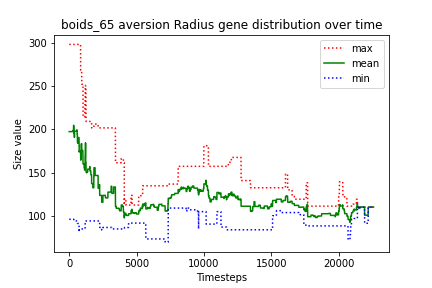 boids_65 aversion Radius gene distribution over time
300
250
200
150
100
Size value
max
mean
min
0
5000
10000
15000
20000
Timesteps